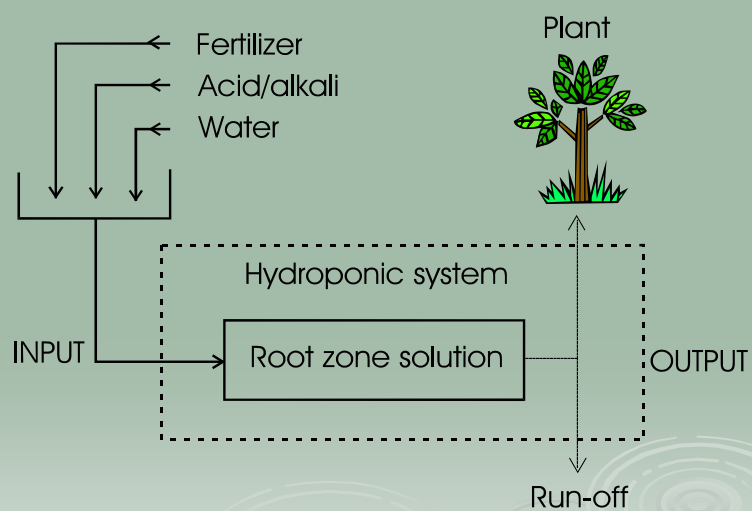 Fertilizer
Acid/alkali
Water
Plant
Hydroponic system
INPUT
Root zone solution
OUTPUT
Run-off